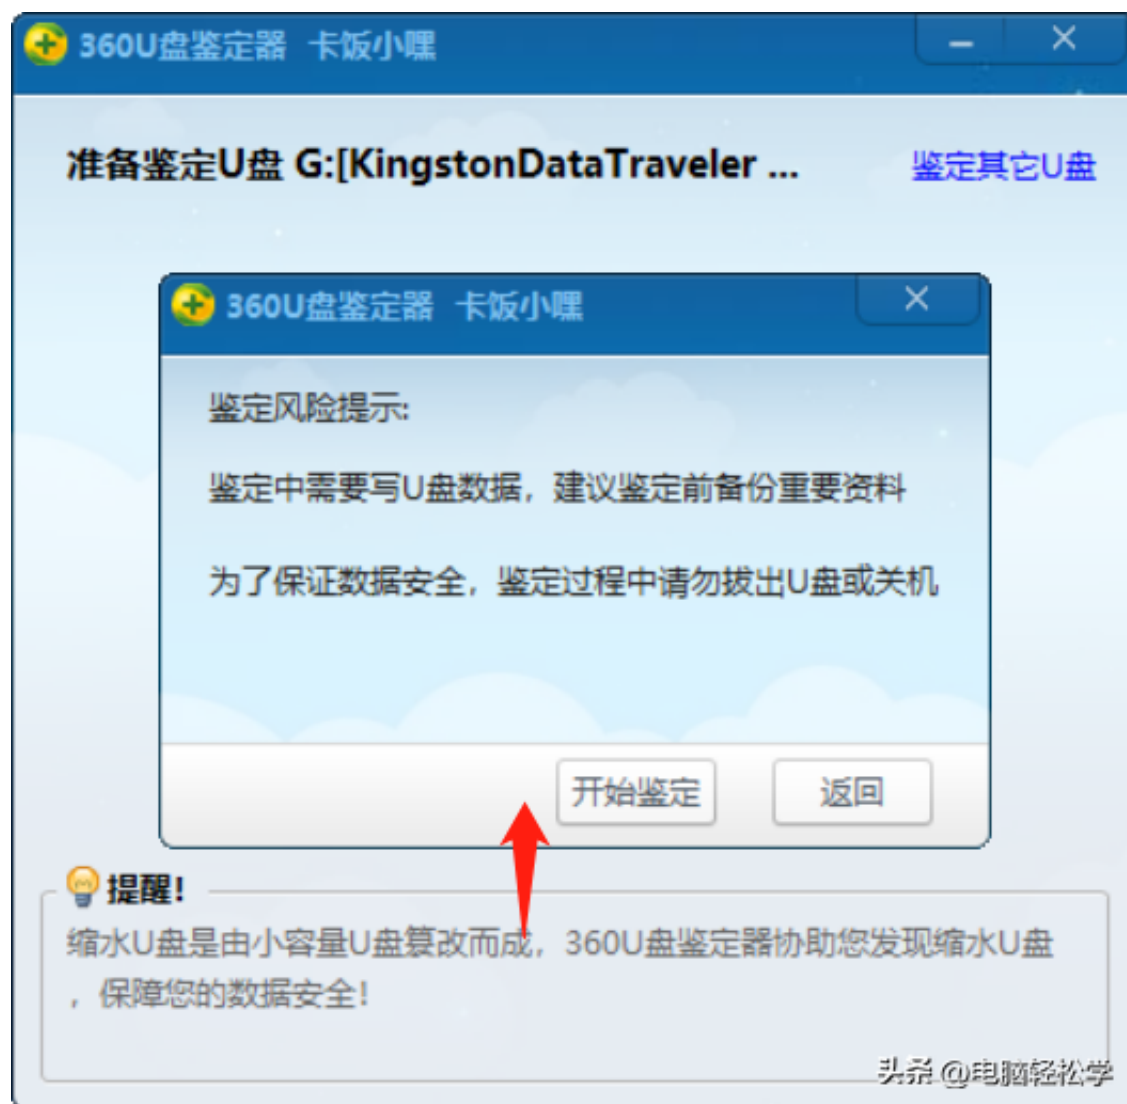 360U盘鉴定器 卡饭小嘿
准备鉴定U盘 G:[KingstonDataTraveler ...
鉴定其它U盘
360U盘鉴定器 卡饭小嘿
鉴定风险提示:
鉴定中需要写U盘数据，建议鉴定前备份重要资料
为了保证数据安全，鉴定过程中请勿拔出U盘或关机
开始鉴定
返回
提醒!
缩水U盘是由小容量U盘篡改而成，360U盘鉴定器协助您发现缩水U盘
，保障您的数据安全!
头条 @电脑轻松学